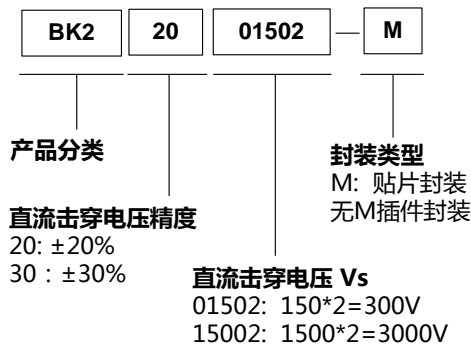 BK2 20 01502 — M
产品分类
封装类型
M: 贴片封装
无M插件封装
直流击穿电压精度
20: ±20%
30 : ±30%
直流击穿电压 Vs
01502: 150*2=300V
15002: 1500*2=3000V